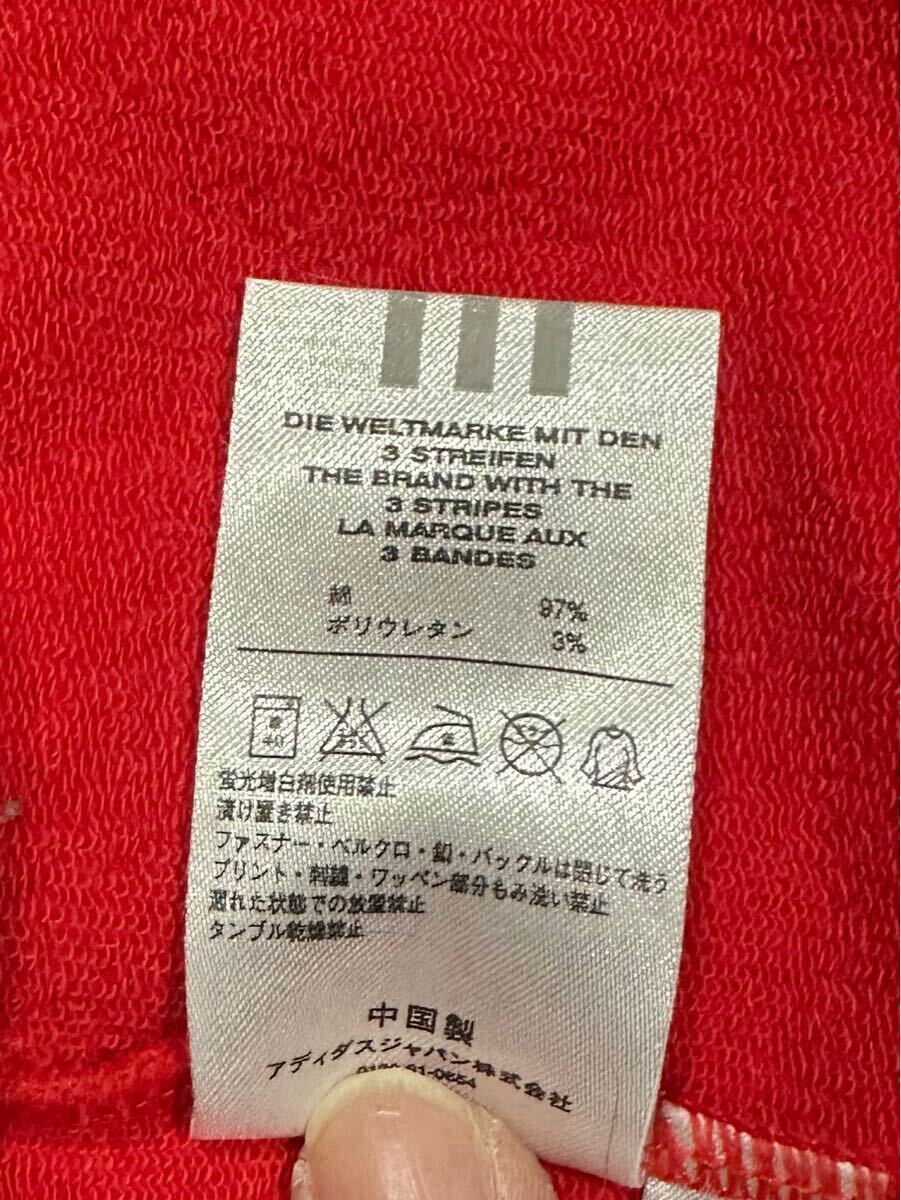 DIE WELTMARKE MIT DEN
3 STREIFEN
THE BRAND WITH THE
3 STRIPES
LA MARQUE AUX
3 BANDES
綿 97%
ポリウレタン 3%
40
蛍光増白剤使用禁止
漬け置き禁止
ファスナー・ベルクロ・釦・バックルは閉じて洗う
プリント・刺繍・ワッペン部分もみ洗い禁止
濡れた状態での放置禁止
タンブル乾燥禁止
中国製
アディダスジャパン株式会社